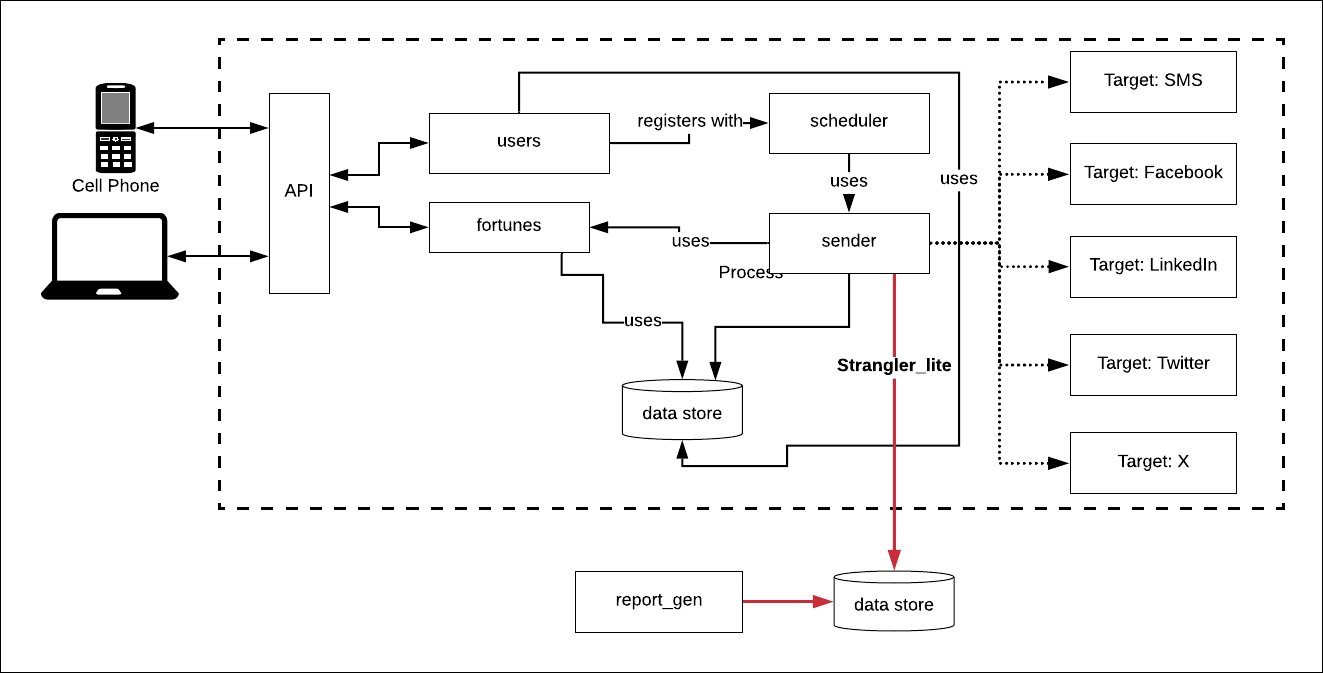 Cell Phone
API
users
registers with
scheduler
uses
uses
fortunes
uses
sender
Process
uses
Strangler_lite
data store
Target: SMS
Target: Facebook
Target: LinkedIn
Target: Twitter
Target: X
report_gen
data store